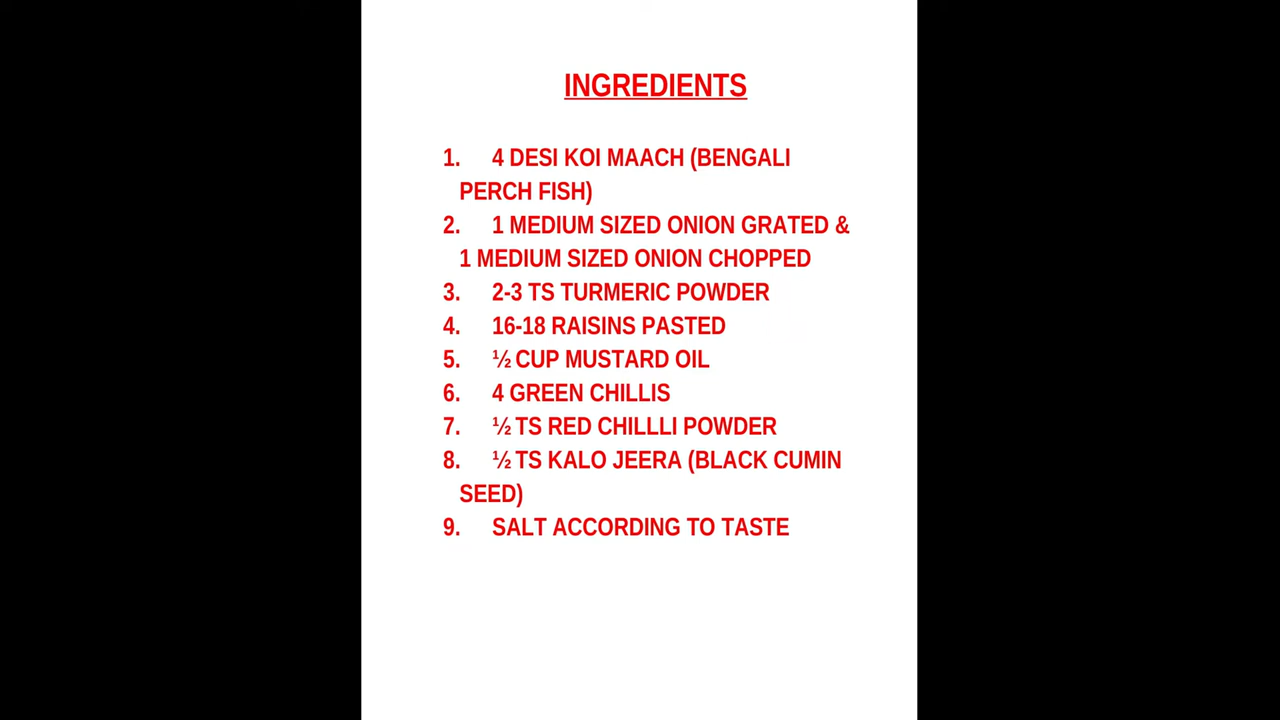 INGREDIENTS
1. 4 DESI KOI MAACH (BENGALI
PERCH FISH)
2. 1 MEDIUM SIZED ONION GRATED &
1 MEDIUM SIZED ONION CHOPPED
3. 2-3 TS TURMERIC POWDER
4. 16-18 RAISINS PASTED
5. ½ CUP MUSTARD OIL
6. 4 GREEN CHILLIS
7. ½ TS RED CHILLLI POWDER
8. ½ TS KALO JEERA (BLACK CUMIN
SEED)
9. SALT ACCORDING TO TASTE